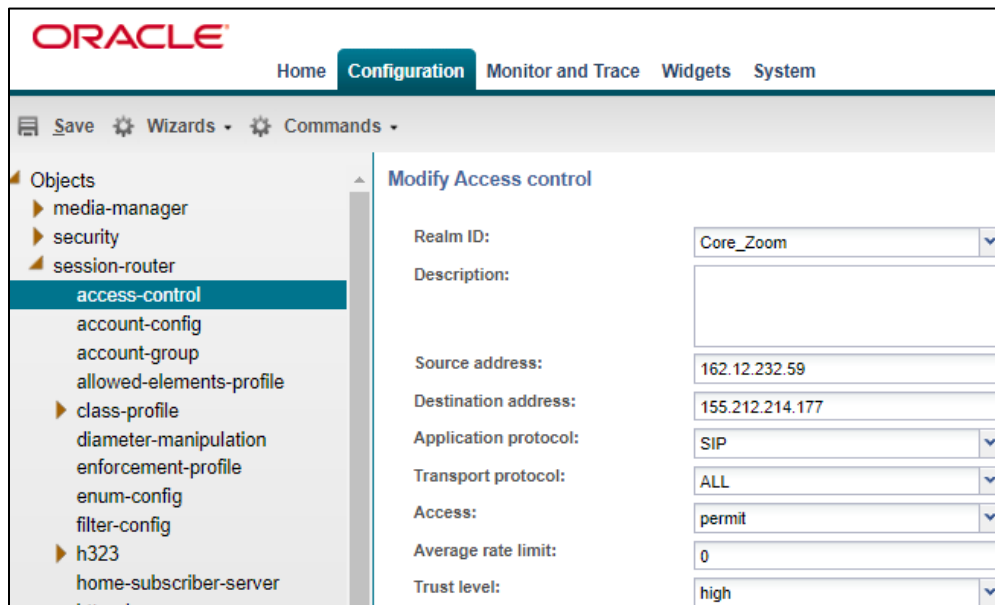 ORACLE
Home Configuration Monitor and Trace Widgets System
Save Wizards Commands
Objects
media-manager
security
session-router
access-control
account-config
account-group
allowed-elements-profile
class-profile
diameter-manipulation
enforcement-profile
enum-config
filter-config
h323
home-subscriber-server
Modify Access control
Realm ID: Core_Zoom
Description:
Source address: 162.12.232.59
Destination address: 155.212.214.177
Application protocol: SIP
Transport protocol: ALL
Access: permit
Average rate limit: 0
Trust level: high